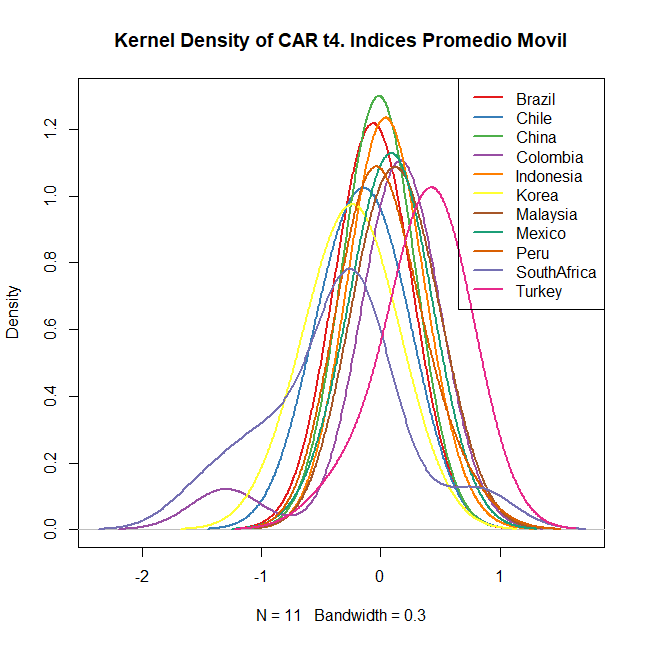 Kernel Density of CAR t4. Indices Promedio Movil
Brazil
Chile
China
Colombia
Indonesia
Korea
Malaysia
Mexico
Peru
SouthAfrica
Turkey
Density
0.0
0.2
0.4
0.6
0.8
1.0
1.2
-2
-1
0
1
N = 11 Bandwidth = 0.3